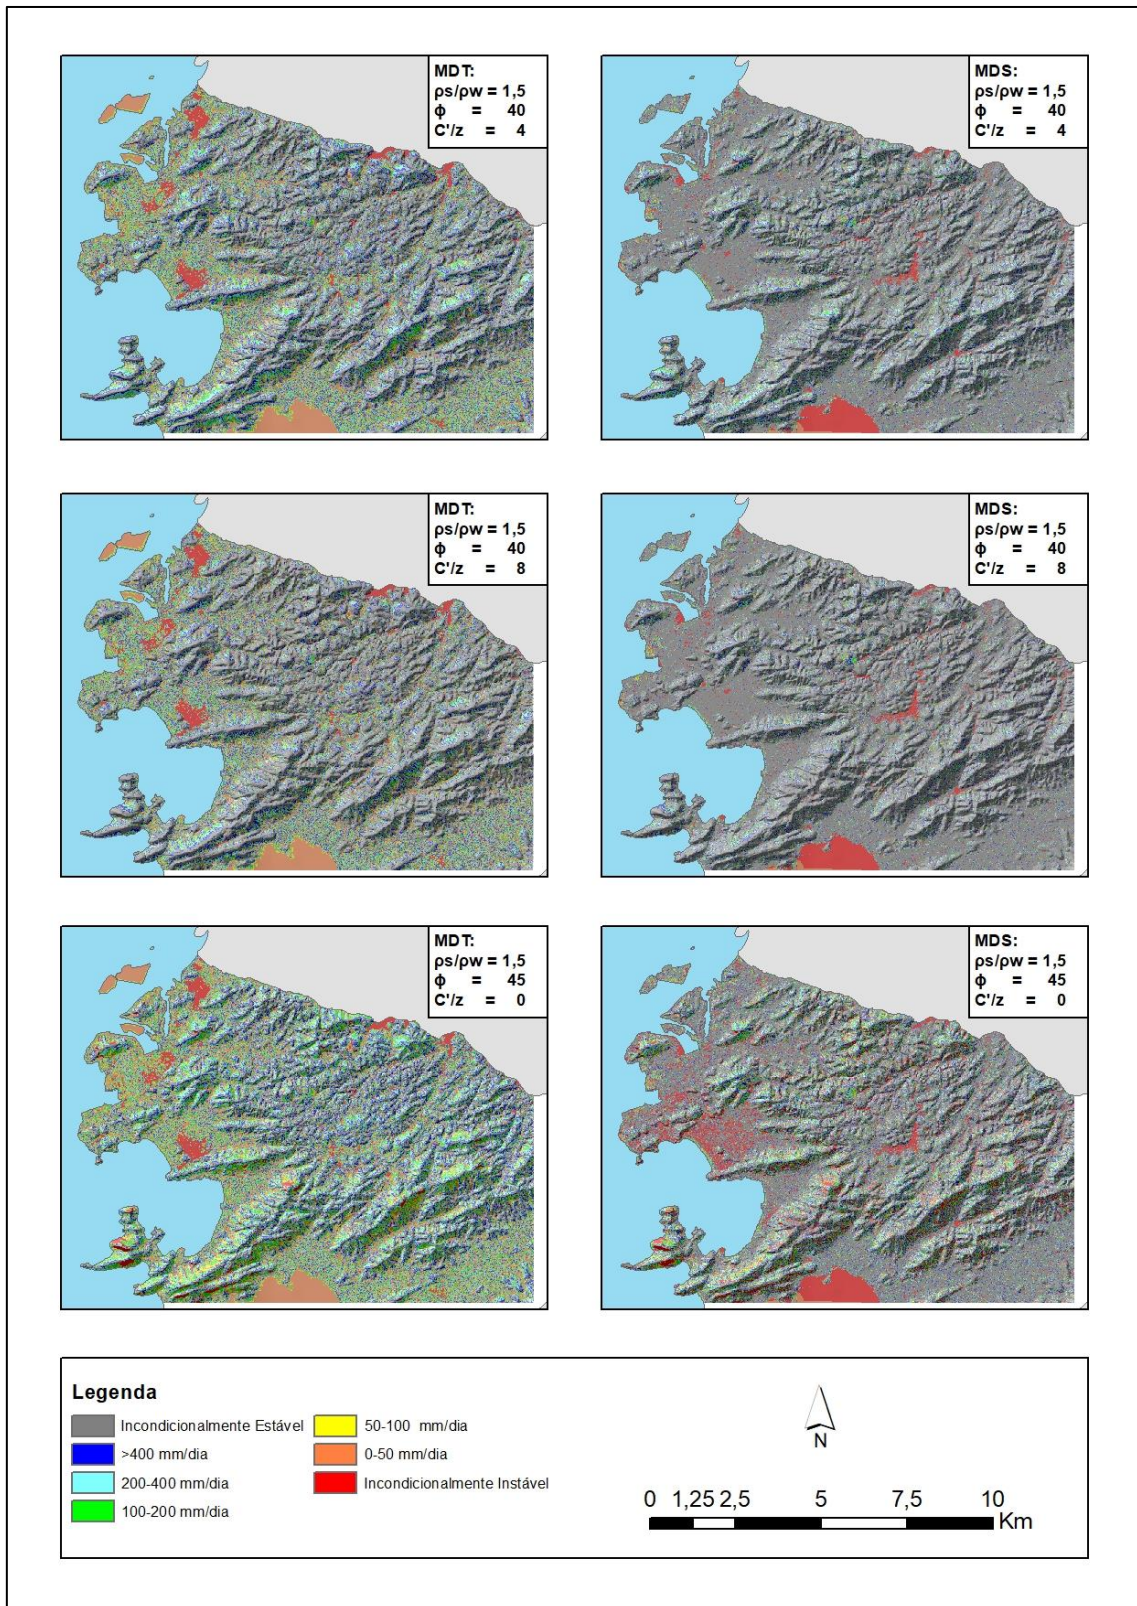 MDT:
ρs/ρw = 1,5
ϕ = 40
C'/z = 4
MDS:
ρs/ρw = 1,5
ϕ = 40
C'/z = 4
MDT:
ρs/ρw = 1,5
ϕ = 40
C'/z = 8
MDS:
ρs/ρw = 1,5
ϕ = 40
C'/z = 8
MDT:
ρs/ρw = 1,5
ϕ = 45
C'/z = 0
MDS:
ρs/ρw = 1,5
ϕ = 45
C'/z = 0
Legenda
Incondicionalmente Estável
>400 mm/dia
200-400 mm/dia
100-200 mm/dia
50-100 mm/dia
0-50 mm/dia
Incondicionalmente Instável
N
0 1,25 2,5 5 7,5 10
Km